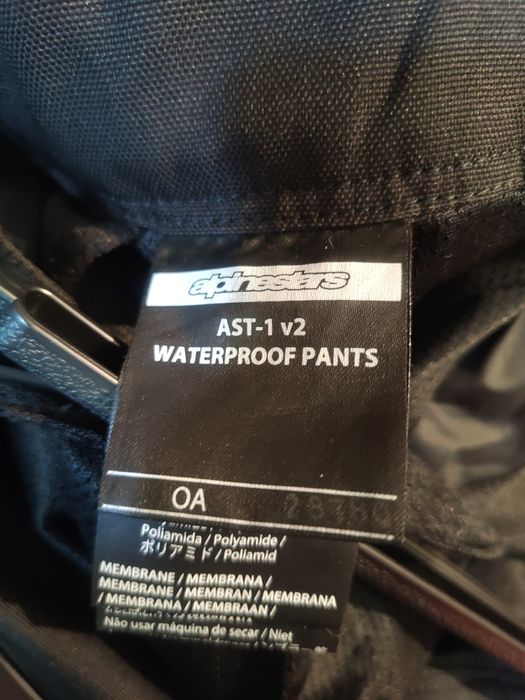 alpinestars
AST-1 v2
WATERPROOF PANTS
OA
Poliamida / Polyamide /
ポリアミド / Poliamid
MEMBRANE / MEMBRANA /
MEMBRANE / MEMBRAN / MEMBRANA
/ MEMBRANA / MEMBRAAN /
Não usar máquina de secar / Niet